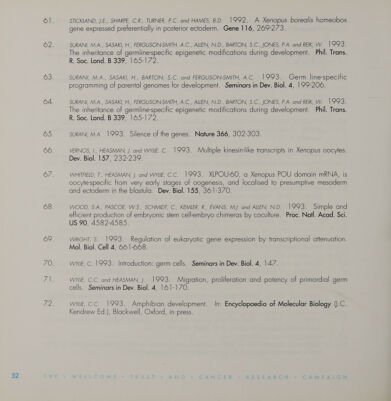 61. STICKLAND, J.E., SHARPE, C.R., TURNER, P.C. and HAMES, B.D. 1992. A Xenopus borealis homeobox
gene expressed preferentially in posterior ectoderm. Gene 116, 269-273.
62. SURANI, M.A., SASAKI, H., FERGUSON-SMITH, A.C., ALLEN, N.D., BARTON, S.C., JONES, P.A. and REIK, W. 1993.
The inheritance of germline-specific epigenetic modifications during development. Phil. Trans.
R. Soc. Lond. B 339, 165-172.
63. SURANI, M.A., SASAKI, H., BARTON, S.C. and FERGUSON-SMITH, A.C. 1993. Germ line-specific
programming of parental genomes for development. Seminars in Dev. Biol. 4, 199-206.
64. SURANI, M.A., SASAKI, H., FERGUSON-SMITH, A.C., ALLEN, N.D., BARTON, S.C., JONES, P.A. and REIK, W. 1993.
The inheritance of germline-specific epigenetic modifications during development. Phil. Trans.
R. Soc. Lond. B 339, 165-172.
65. SURANI, M.A. 1993. Silence of the genes. Nature 366, 302-303.
66. VERNOS, I., HEASMAN, J. and WYLIE, C. 1993. Multiple kinesin-like transcripts in Xenopus oocytes.
Dev. Biol. 157, 232-239.
67. WHITFIELD, T., HEASMAN, J. and WYLIE, C.C. 1993. XLPOU-60, a Xenopus POU domain mRNA, is
oocyte-specific from very early stages of oogenesis, and localised to presumptive mesoderm
and ectoderm in the blastula. Dev. Biol. 155, 361-370.
68. WOOD, S.A., PASCOE, W.S., SCHMIDT, C., KEMLER, R., EVANS, M.J. and ALLEN, N.D. 1993. Simple and
efficient production of embryonic stem cell-embryo chimeras by coculture. Proc. Natl. Acad. Sci.
US 90, 4582-4585.
69. WRIGHT, S. 1993. Regulation of eukaryotic gene expression by transcriptional attenuation.
Mol. Biol. Cell 4, 661-668.
70. WYLIE, C. 1993. Introduction: germ cells. Seminars in Dev. Biol. 4, 147.
71. WYLIE, C.C. and HEASMAN, J. 1993. Migration, proliferation and potency of primordial germ
cells. Seminars in Dev. Biol. 4, 161-170.
72. WYLIE, C.C. 1993. Amphibian development. In: Encyclopaedia of Molecular Biology (J.C.
Kendrew Ed.), Blackwell, Oxford, in press.
52 THE • WELLCOME • TRUST • AND • CANCER • RESEARCH • CAMPAIGN